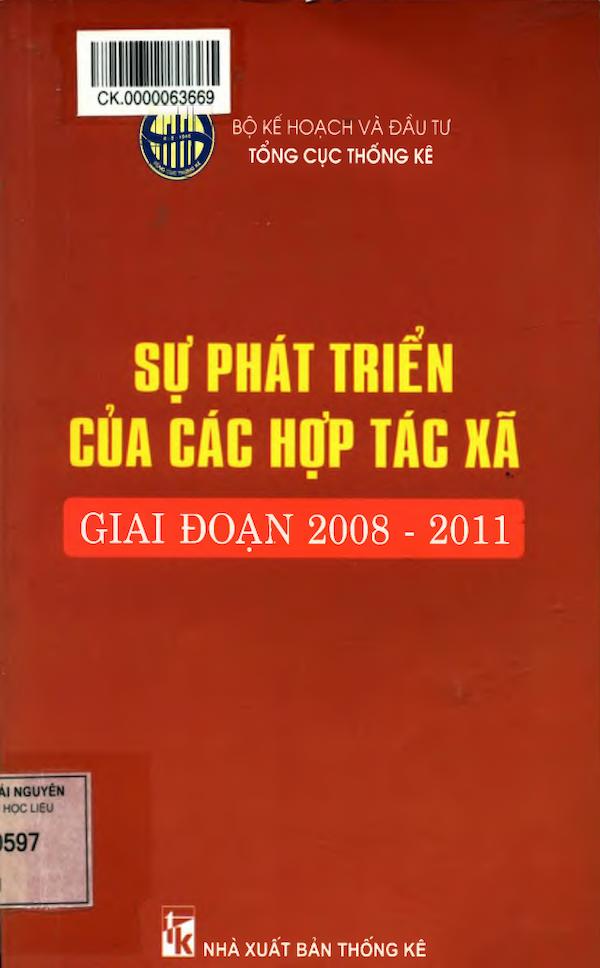 CK.0000063669
BỘ KẾ HOẠCH VÀ ĐẦU TƯ
TỔNG CỤC THỐNG KÊ
SỰ PHÁT TRIỂN
CỦA CÁC HỢP TÁC XÃ
GIAI ĐOẠN 2008 - 2011
ÁI NGUYÊN
HỌC LIỆU
0597
NHÀ XUẤT BẢN THỐNG KÊ